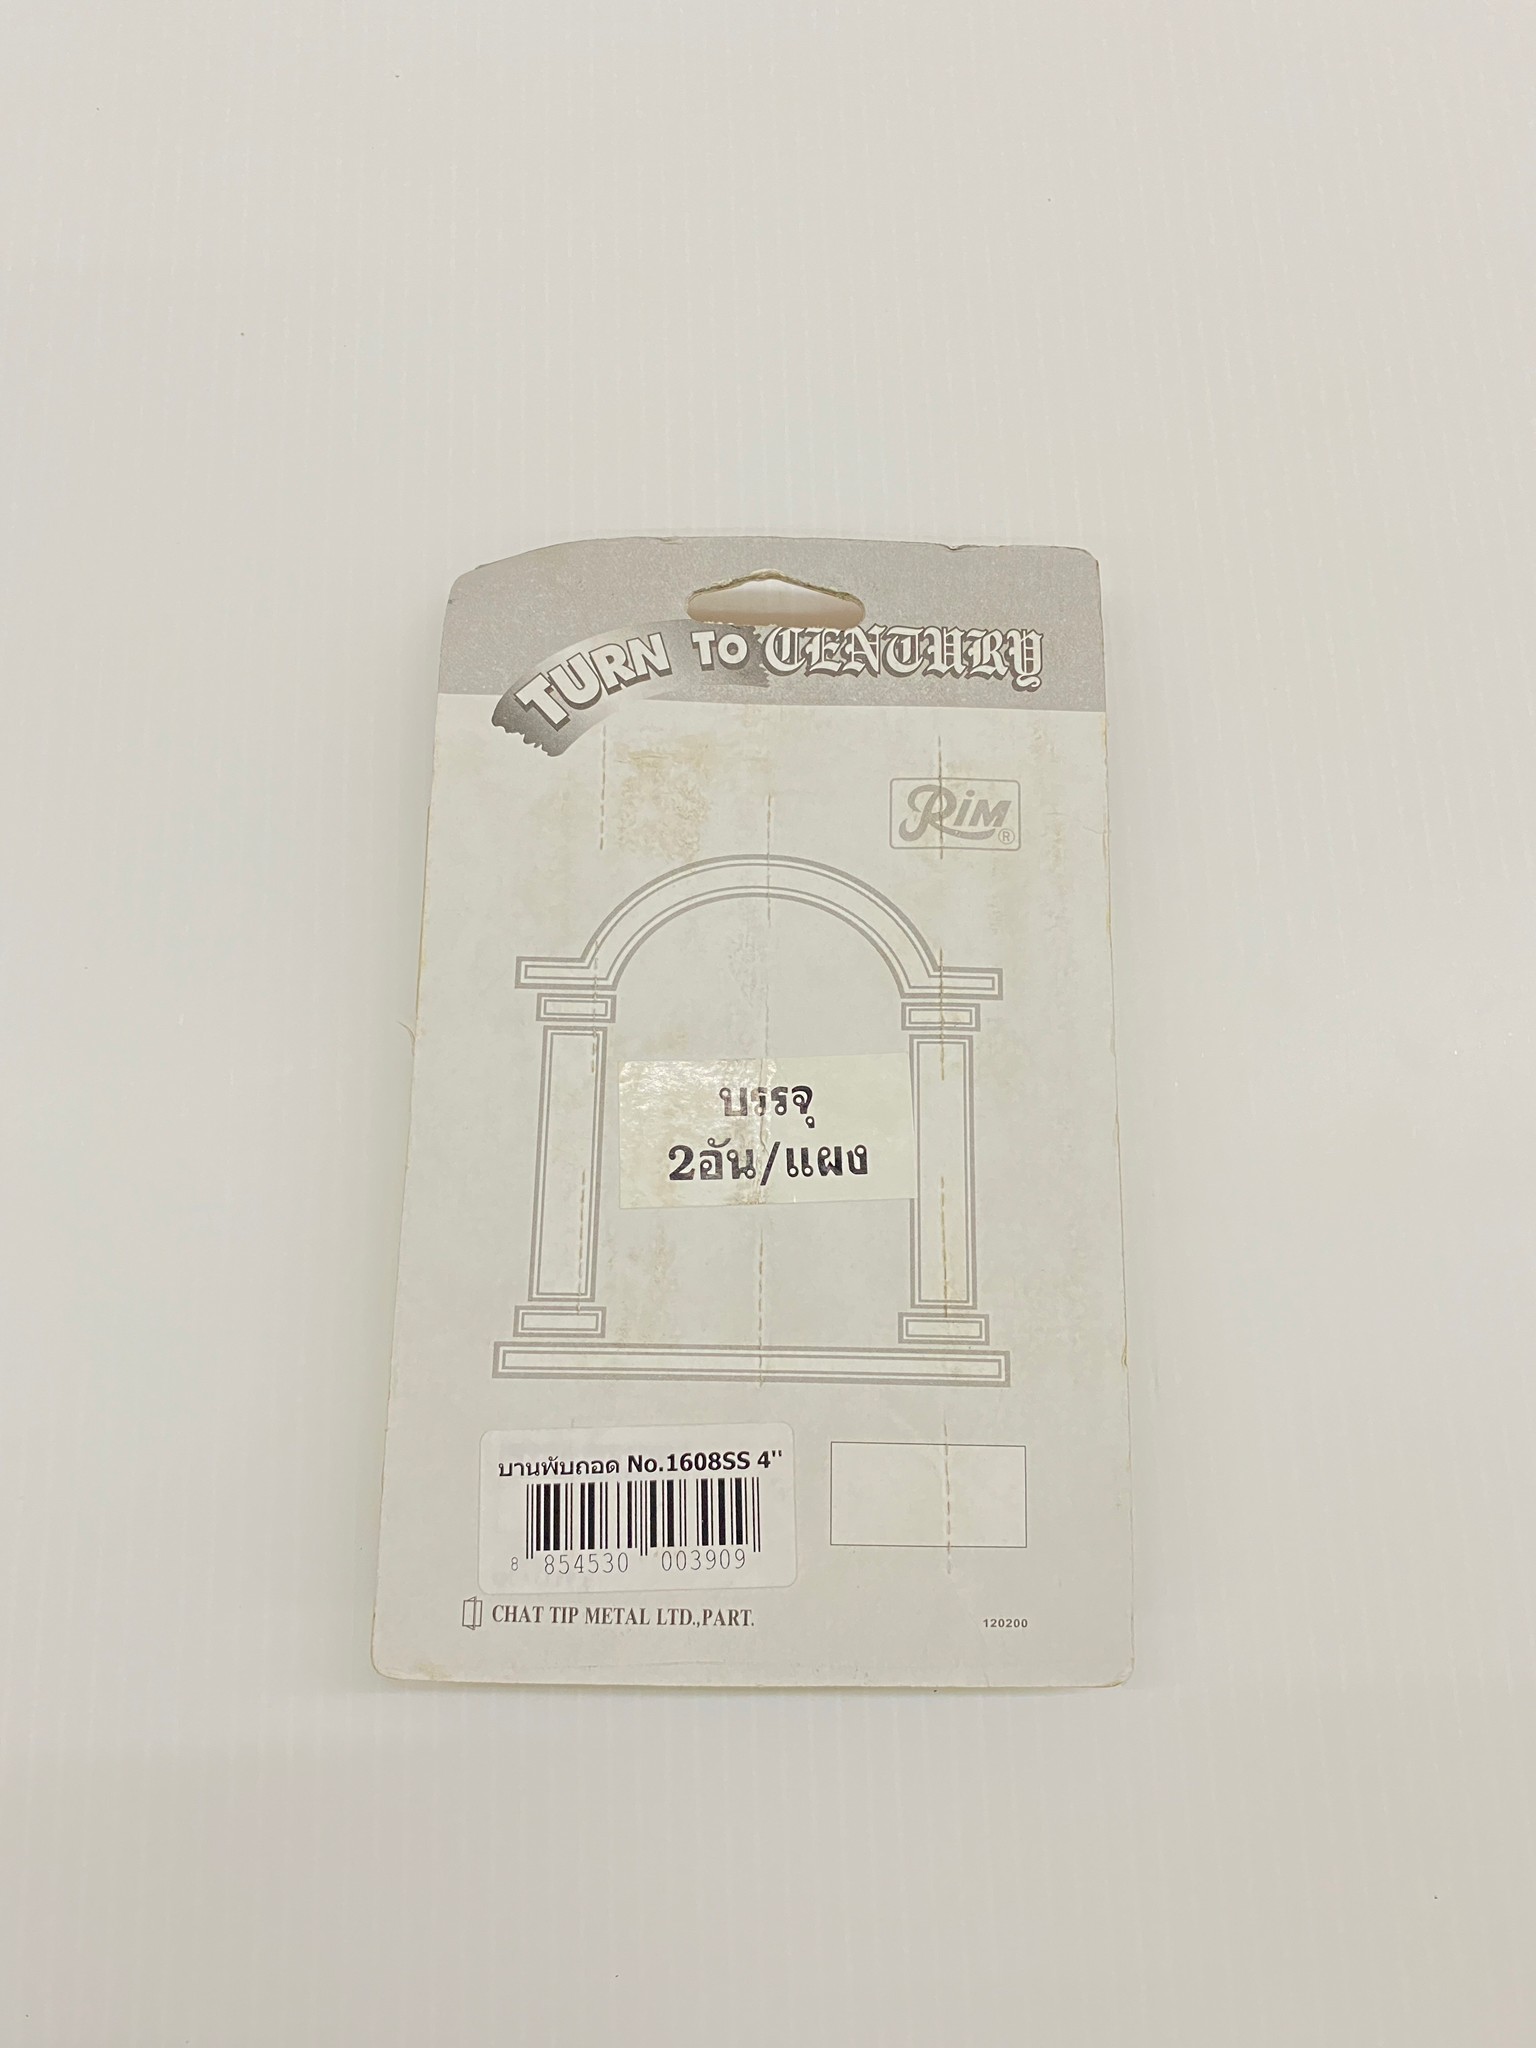 TURN TO CENTURY
RiM ®
บรรจุ
2อัน/แผง
บานพับถอด No.1608SS 4"
8 854530 003909
CHAT TIP METAL LTD.,PART.
120200